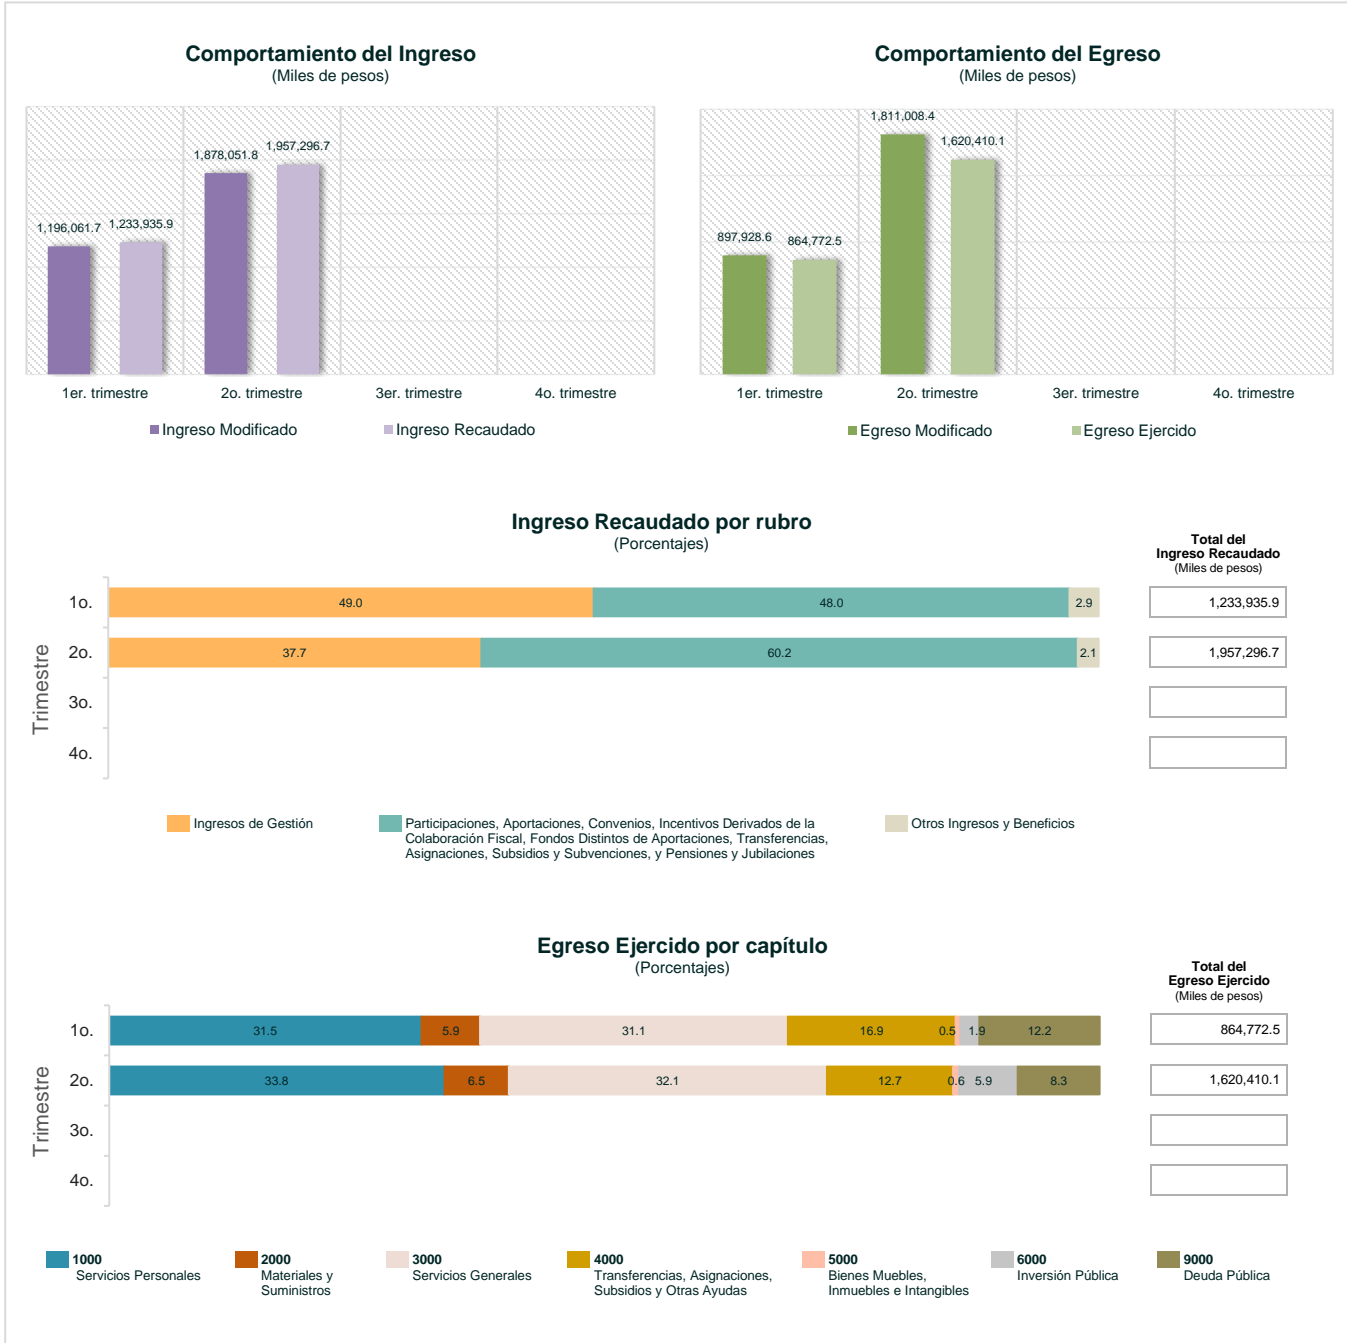 Comportamiento del Ingreso
(Miles de pesos)
1,196,061.7
1,233,935.9
1,878,051.8
1,957,296.7
1er. trimestre
2o. trimestre
3er. trimestre
4o. trimestre
Ingreso Modificado
Ingreso Recaudado
Comportamiento del Egreso
(Miles de pesos)
897,928.6
864,772.5
1,811,008.4
1,620,410.1
1er. trimestre
2o. trimestre
3er. trimestre
4o. trimestre
Egreso Modificado
Egreso Ejercido
Ingreso Recaudado por rubro
(Porcentajes)
Total del
Ingreso Recaudado
(Miles de pesos)
Trimestre
1o.
49.0
48.0
2.9
1,233,935.9
2o.
37.7
60.2
2.1
1,957,296.7
3o.
4o.
Ingresos de Gestión
Participaciones, Aportaciones, Convenios, Incentivos Derivados de la
Colaboración Fiscal, Fondos Distintos de Aportaciones, Transferencias,
Asignaciones, Subsidios y Subvenciones, y Pensiones y Jubilaciones
Otros Ingresos y Beneficios
Egreso Ejercido por capítulo
(Porcentajes)
Total del
Egreso Ejercido
(Miles de pesos)
Trimestre
1o.
31.5
5.9
31.1
16.9
0.5
1.9
12.2
864,772.5
2o.
33.8
6.5
32.1
12.7
0.6
5.9
8.3
1,620,410.1
3o.
4o.
1000
Servicios Personales
2000
Materiales y
Suministros
3000
Servicios Generales
4000
Transferencias, Asignaciones,
Subsidios y Otras Ayudas
5000
Bienes Muebles,
Inmuebles e Intangibles
6000
Inversión Pública
9000
Deuda Pública